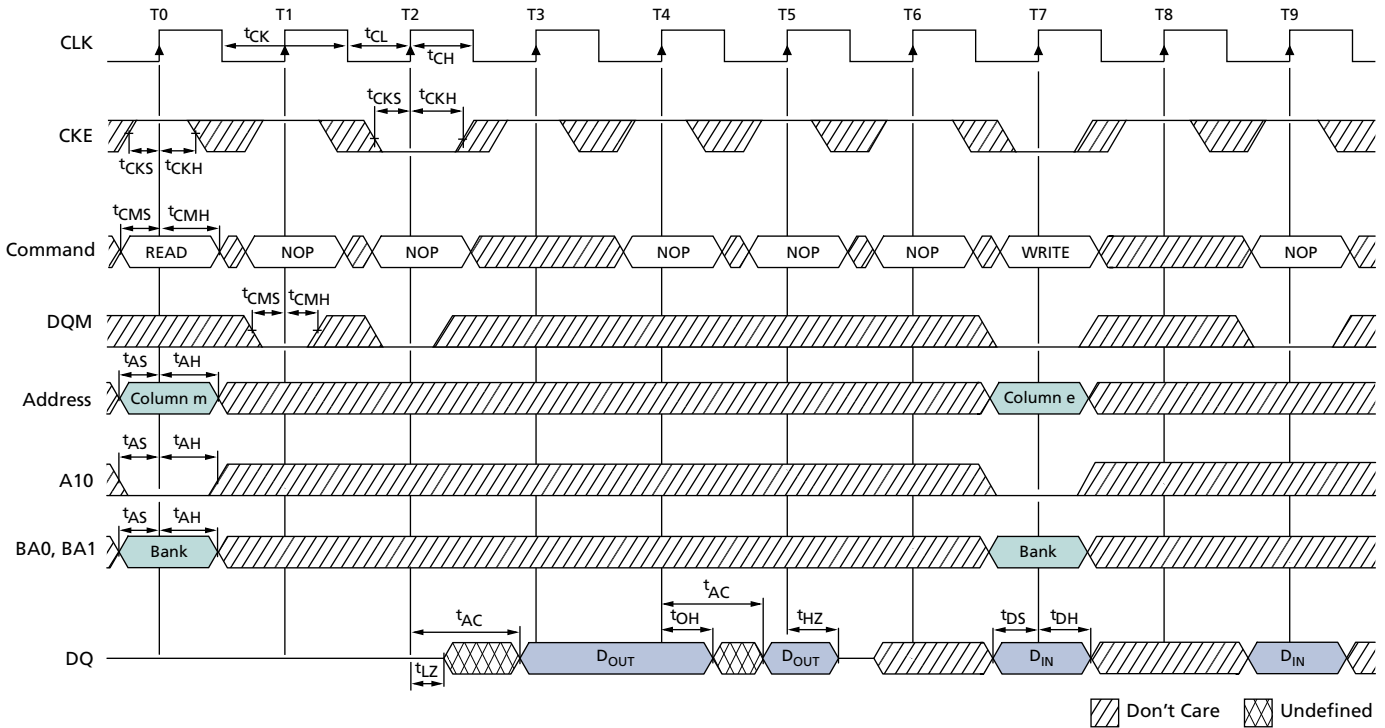 T0 T1 T2 T3 T4 T5 T6 T7 T8 T9
CLK
tCK tCL
tCH
tCKS tCKH
CKE
tCKS tCKH
tCMS tCMH
Command READ NOP NOP NOP NOP NOP WRITE NOP
tCMS tCMH
DQM
tAS tAH
Address Column m Column e
tAS tAH
A10
tAS tAH
BA0, BA1 Bank Bank
tAC tAC tOH tHZ tDS tDH
DQ DOUT DOUT DIN DIN
tLZ
Don't Care Undefined